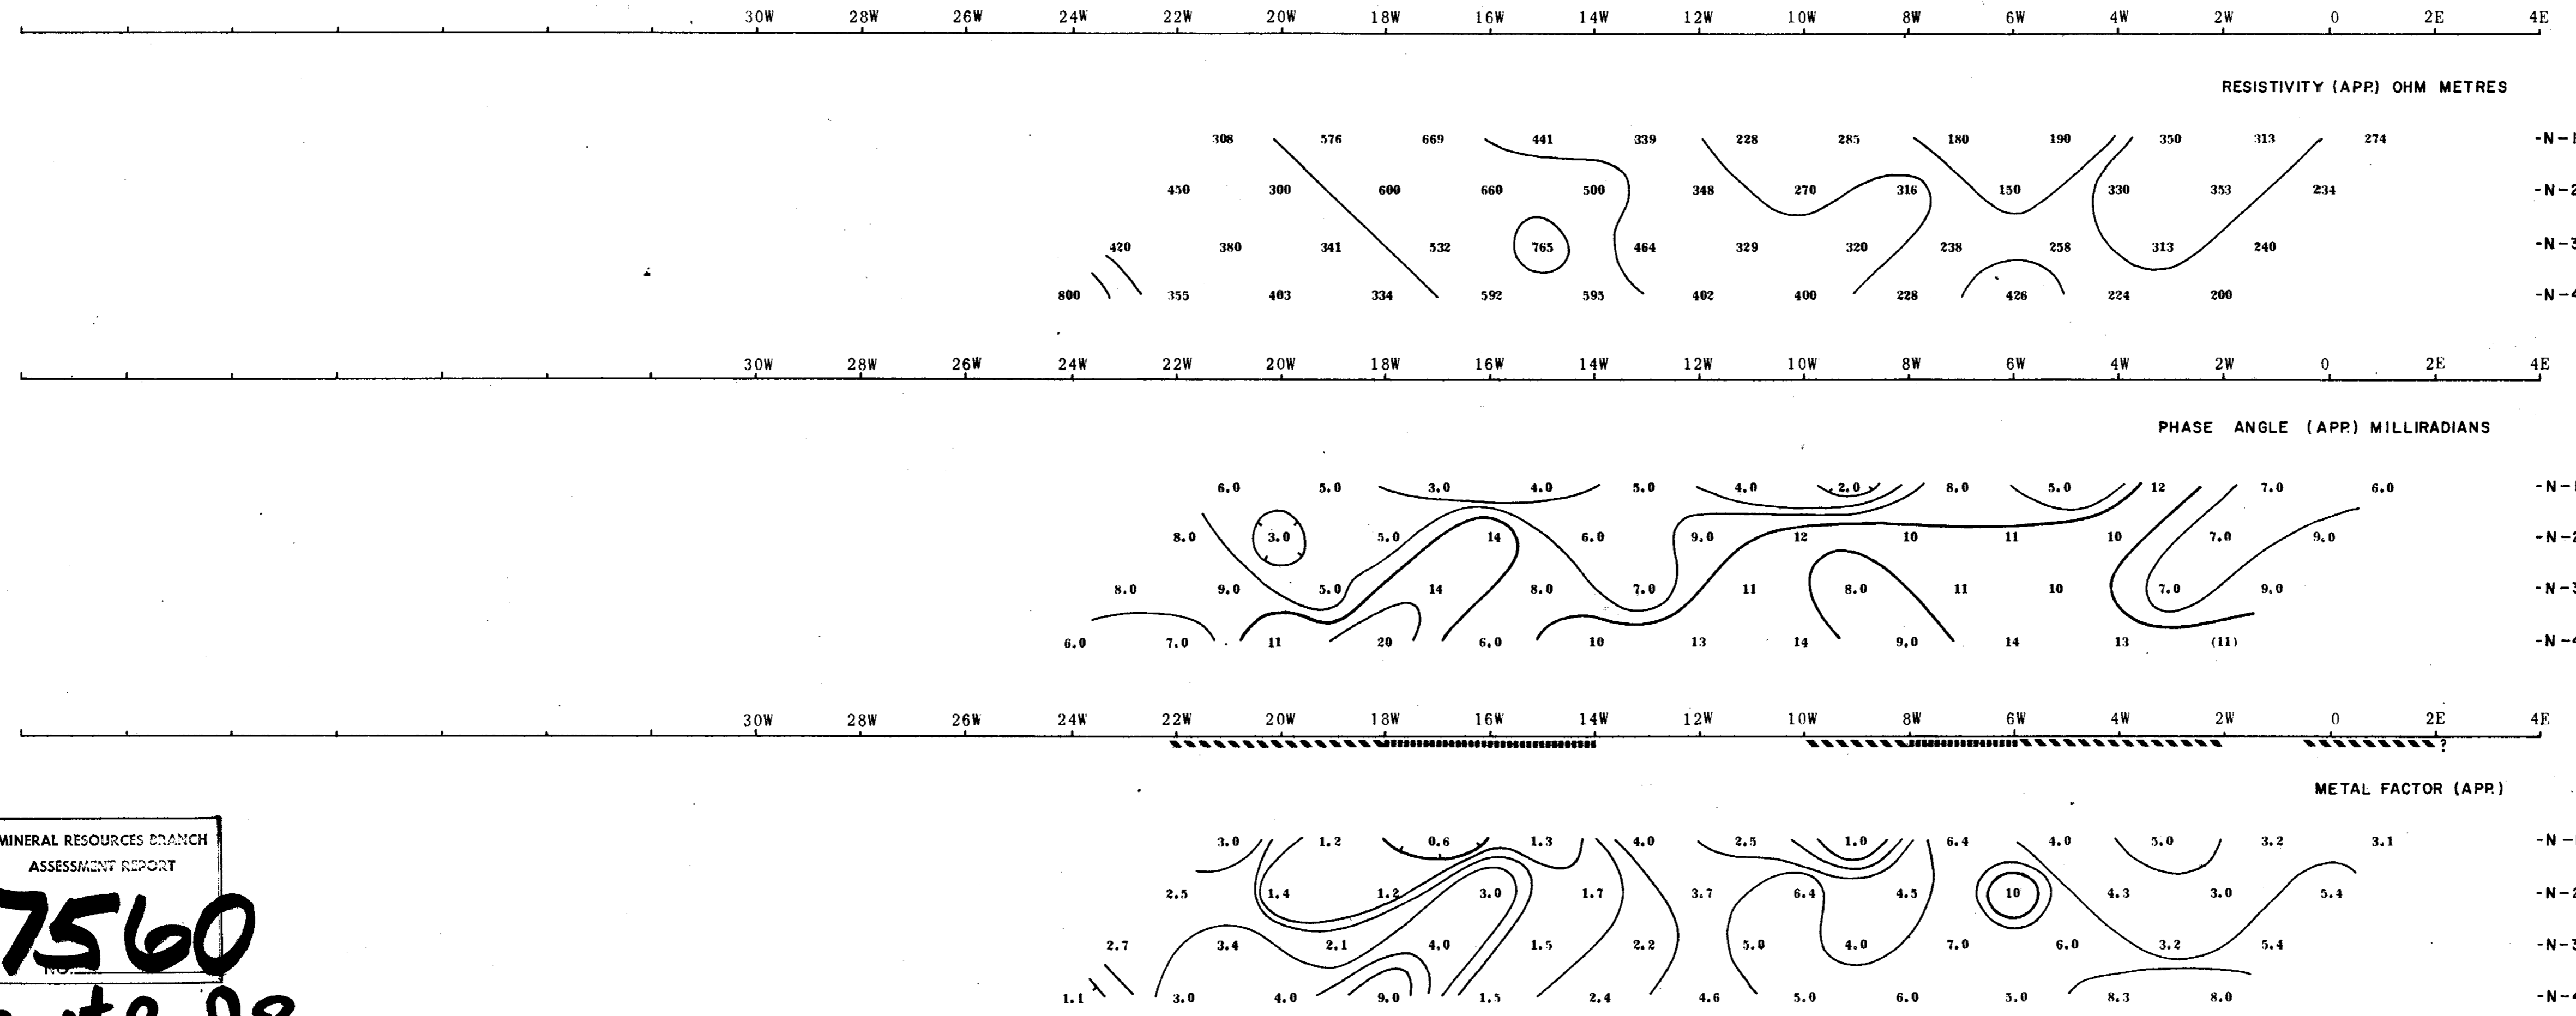 30W 28W 26W 24W 22W 20W 18W 16W 14W 12W 10W 8W 6W 4W 2W 0 2E 4E
RESISTIVITY (APP.) OHM METRES
308 576 669 441 339 228 285 180 190 350 313 274 -N-1
450 300 600 660 500 348 270 316 150 330 353 234 -N-2
420 380 341 532 765 464 329 320 238 258 313 240 -N-3
800 355 403 334 592 595 402 400 228 426 224 200 -N-4
30W 28W 26W 24W 22W 20W 18W 16W 14W 12W 10W 8W 6W 4W 2W 0 2E 4E
PHASE ANGLE (APP.) MILLIRADIANS
6.0 5.0 3.0 4.0 5.0 4.0 2.0 8.0 5.0 12 7.0 6.0 -N-1
8.0 3.0 5.0 14 6.0 9.0 12 10 11 10 7.0 9.0 -N-2
8.0 9.0 5.0 14 8.0 7.0 11 8.0 11 10 7.0 9.0 -N-3
6.0 7.0 11 20 6.0 10 13 14 9.0 14 13 (11) -N-4
30W 28W 26W 24W 22W 20W 18W 16W 14W 12W 10W 8W 6W 4W 2W 0 2E 4E
?
METAL FACTOR (APP.)
3.0 1.2 0.6 1.3 4.0 2.5 1.0 6.4 4.0 5.0 3.2 3.1 -N-
2.5 1.4 1.2 3.0 1.7 3.7 6.4 4.5 10 4.3 3.0 5.4 -N-2
2.7 3.4 2.1 4.0 1.5 2.2 5.0 4.0 7.0 6.0 3.2 5.4 -N-3
1.1 3.0 4.0 9.0 1.5 2.4 4.6 5.0 6.0 5.0 8.3 8.0 -N-4
MINERAL RESOURCES BRANCH
ASSESSMENT REPORT
7560
NO.